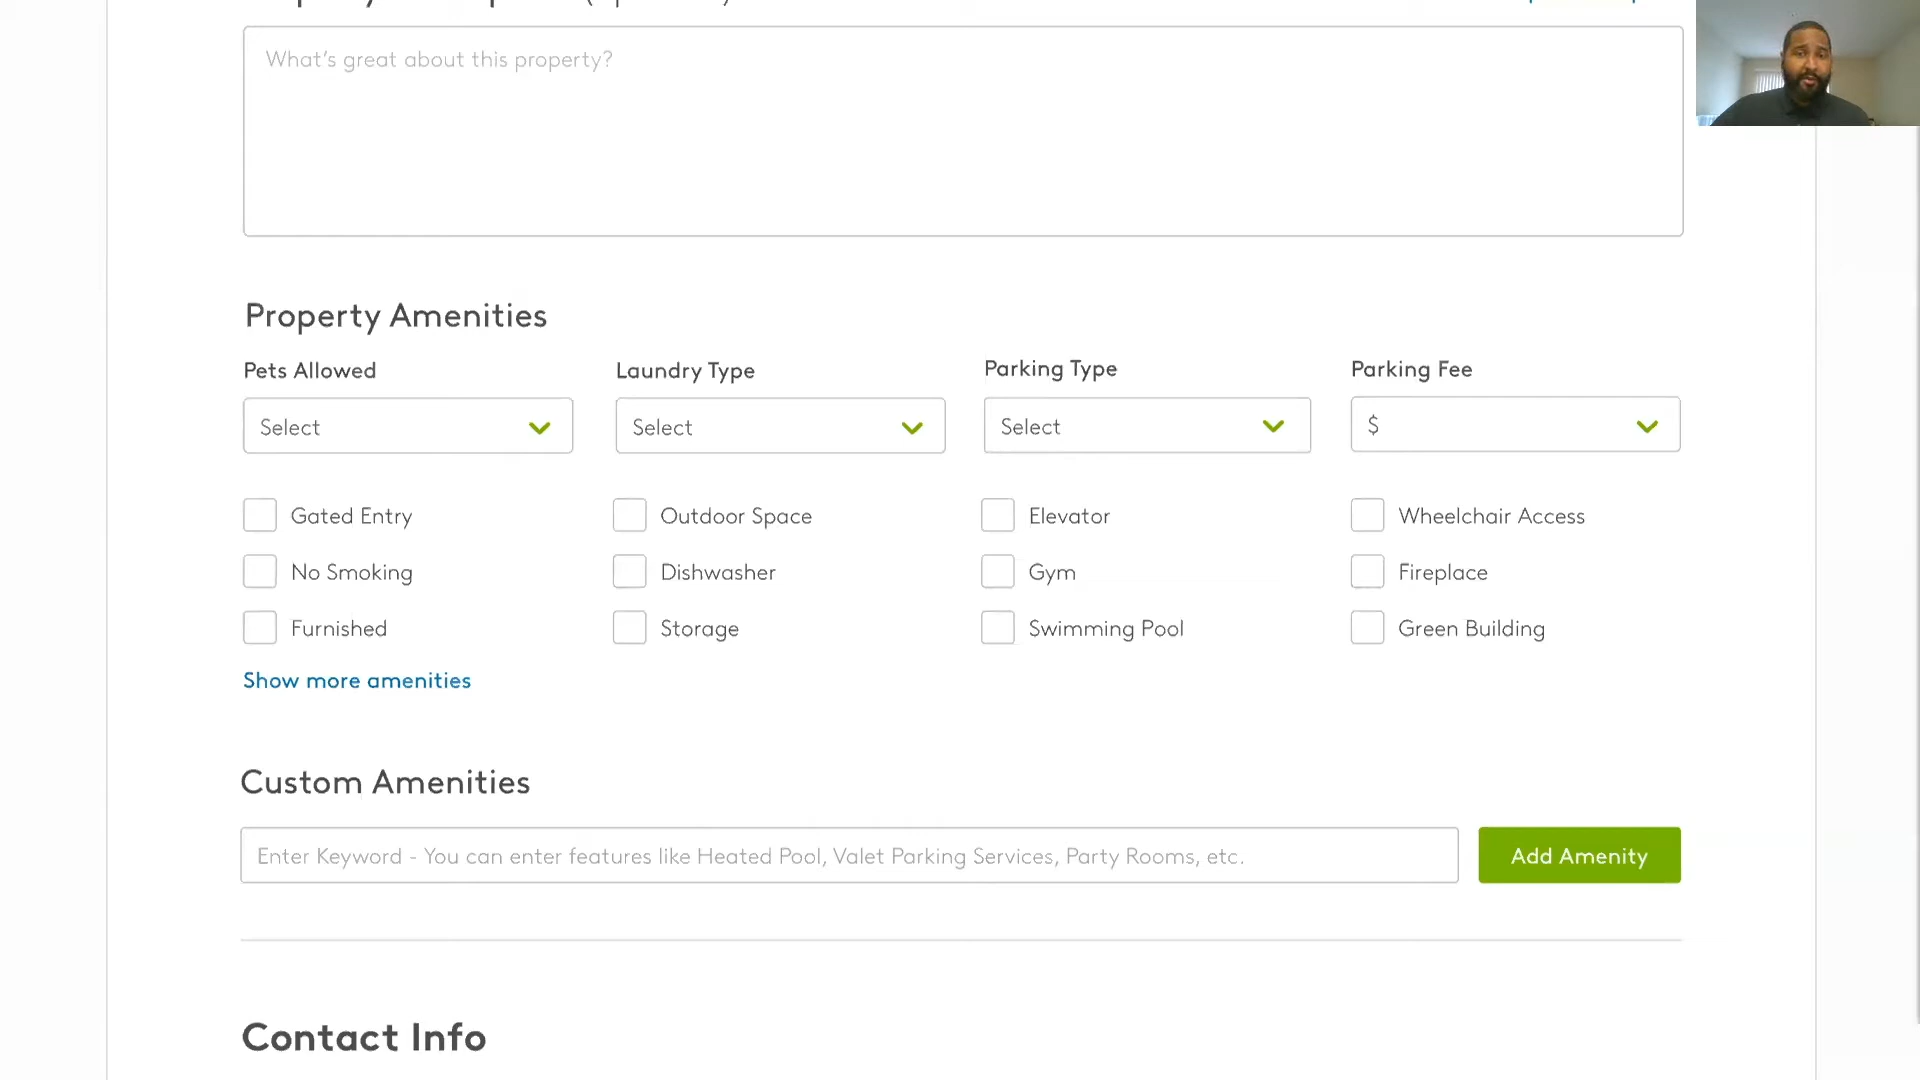 What's great about this property?
Property Amenities
Pets Allowed Laundry Type Parking Type Parking Fee
Select Select Select $
Gated Entry Outdoor Space Elevator Wheelchair Access
No Smoking Dishwasher Gym Fireplace
Furnished Storage Swimming Pool Green Building
Show more amenities
Custom Amenities
Enter Keyword - You can enter features like Heated Pool, Valet Parking Services, Party Rooms, etc. Add Amenity
Contact Info